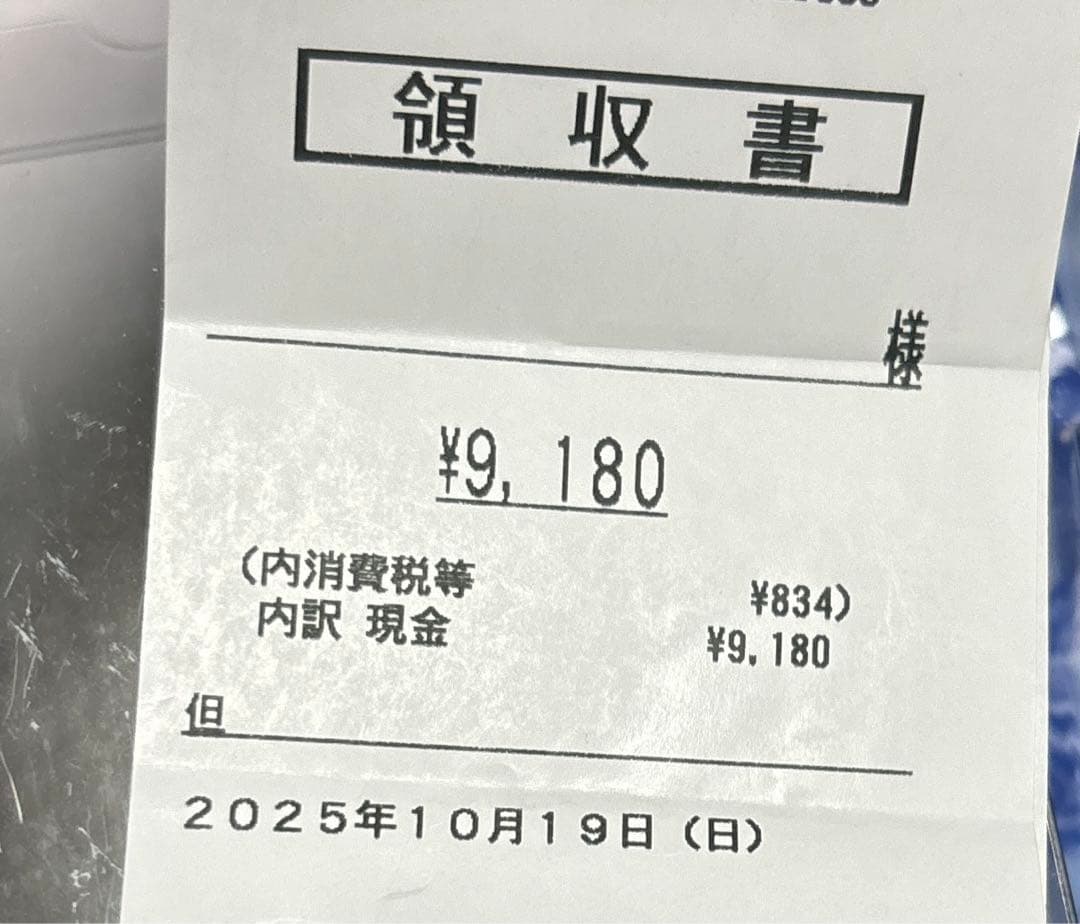 領収書
様
¥9,180
(内消費税等 ¥834)
内訳 現金 ¥9,180
但
2025年10月19日(日)